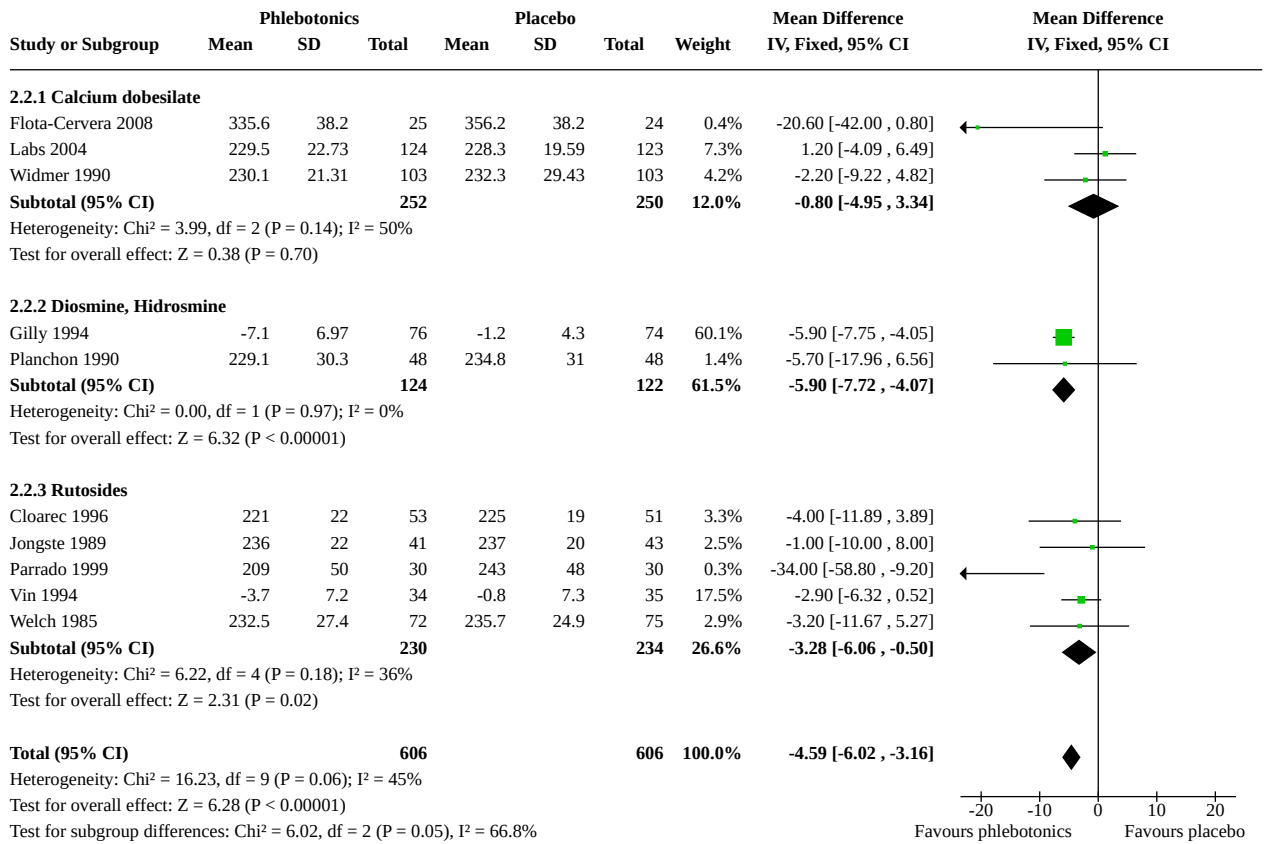 Phlebotonics Placebo Mean Difference Mean Difference
Study or Subgroup Mean SD Total Mean SD Total Weight IV, Fixed, 95% CI IV, Fixed, 95% CI
2.2.1 Calcium dobesilate
Flota-Cervera 2008 335.6 38.2 25 356.2 38.2 24 0.4% -20.60 [-42.00 , 0.80]
Labs 2004 229.5 22.73 124 228.3 19.59 123 7.3% 1.20 [-4.09 , 6.49]
Widmer 1990 230.1 21.31 103 232.3 29.43 103 4.2% -2.20 [-9.22 , 4.82]
Subtotal (95% CI) 252 250 12.0% -0.80 [-4.95 , 3.34]
Heterogeneity: Chi² = 3.99, df = 2 (P = 0.14); I² = 50%
Test for overall effect: Z = 0.38 (P = 0.70)
2.2.2 Diosmine, Hidrosmine
Gilly 1994 -7.1 6.97 76 -1.2 4.3 74 60.1% -5.90 [-7.75 , -4.05]
Planchon 1990 229.1 30.3 48 234.8 31 48 1.4% -5.70 [-17.96 , 6.56]
Subtotal (95% CI) 124 122 61.5% -5.90 [-7.72 , -4.07]
Heterogeneity: Chi² = 0.00, df = 1 (P = 0.97); I² = 0%
Test for overall effect: Z = 6.32 (P < 0.00001)
2.2.3 Rutosides
Cloarec 1996 221 22 53 225 19 51 3.3% -4.00 [-11.89 , 3.89]
Jongste 1989 236 22 41 237 20 43 2.5% -1.00 [-10.00 , 8.00]
Parrado 1999 209 50 30 243 48 30 0.3% -34.00 [-58.80 , -9.20]
Vin 1994 -3.7 7.2 34 -0.8 7.3 35 17.5% -2.90 [-6.32 , 0.52]
Welch 1985 232.5 27.4 72 235.7 24.9 75 2.9% -3.20 [-11.67 , 5.27]
Subtotal (95% CI) 230 234 26.6% -3.28 [-6.06 , -0.50]
Heterogeneity: Chi² = 6.22, df = 4 (P = 0.18); I² = 36%
Test for overall effect: Z = 2.31 (P = 0.02)
Total (95% CI) 606 606 100.0% -4.59 [-6.02 , -3.16]
Heterogeneity: Chi² = 16.23, df = 9 (P = 0.06); I² = 45%
Test for overall effect: Z = 6.28 (P < 0.00001)
Test for subgroup differences: Chi² = 6.02, df = 2 (P = 0.05), I² = 66.8%
-20 -10 0 10 20
Favours phlebotonics Favours placebo